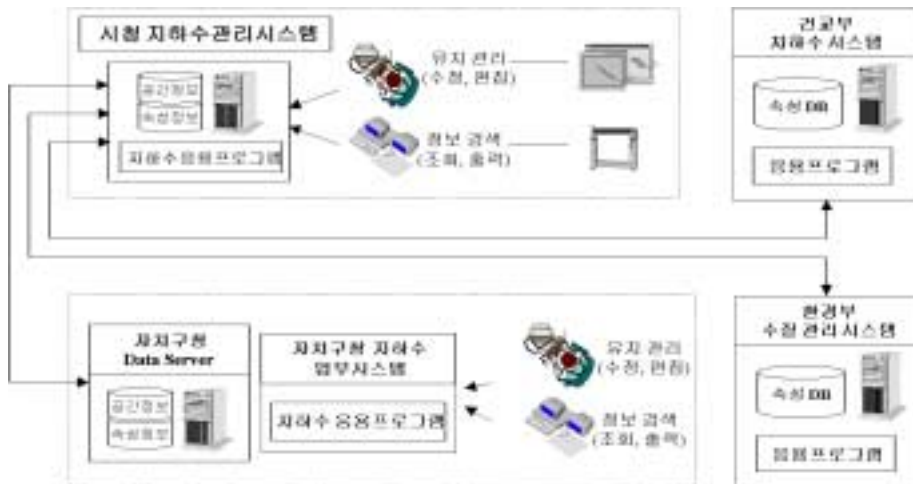 시청 지하수관리시스템
공간정보
속성정보
지하수응용프로그램
유지 관리
(수정, 편집)
정보 검색
(조회, 출력)
건교부
지하수 시스템
속성 DB
응용프로그램
자치구청
Data Server
공간정보
속성정보
자치구청 지하수
업무시스템
지하수 응용프로그램
유지 관리
(수정, 편집)
정보 검색
(조회, 출력)
환경부
수질 관리 시스템
속성 DB
응용프로그램